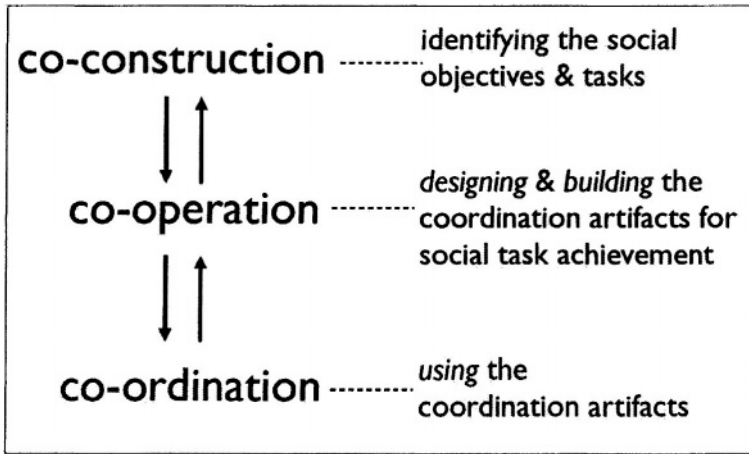 co-construction
identifying the social
objectives & tasks
co-operation
designing & building the
coordination artifacts for
social task achievement
co-ordination
using the
coordination artifacts